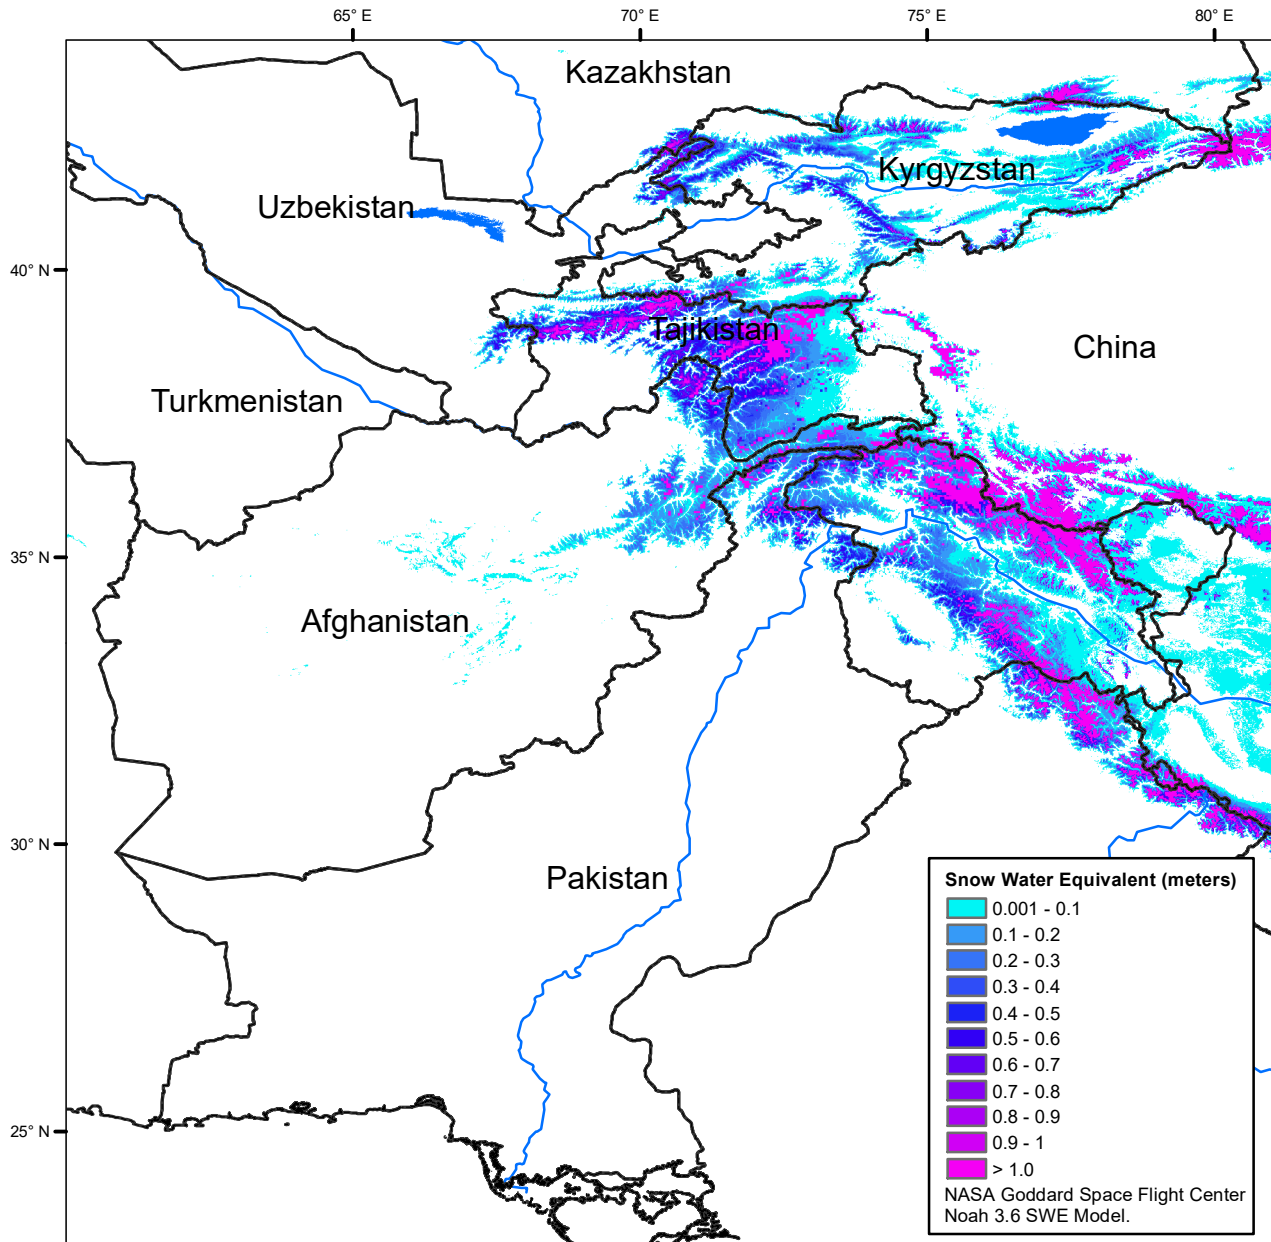 65° E
70° E
75° E
80° E
Kazakhstan
Kyrgyzstan
Uzbekistan
40° N
Tajikistan
China
Turkmenistan
35° N
Afghanistan
30° N
Pakistan
25° N
Snow Water Equivalent (meters)
0.001 - 0.1
0.1 - 0.2
0.2 - 0.3
0.3 - 0.4
0.4 - 0.5
0.5 - 0.6
0.6 - 0.7
0.7 - 0.8
0.8 - 0.9
0.9 - 1
> 1.0
NASA Goddard Space Flight Center
Noah 3.6 SWE Model.